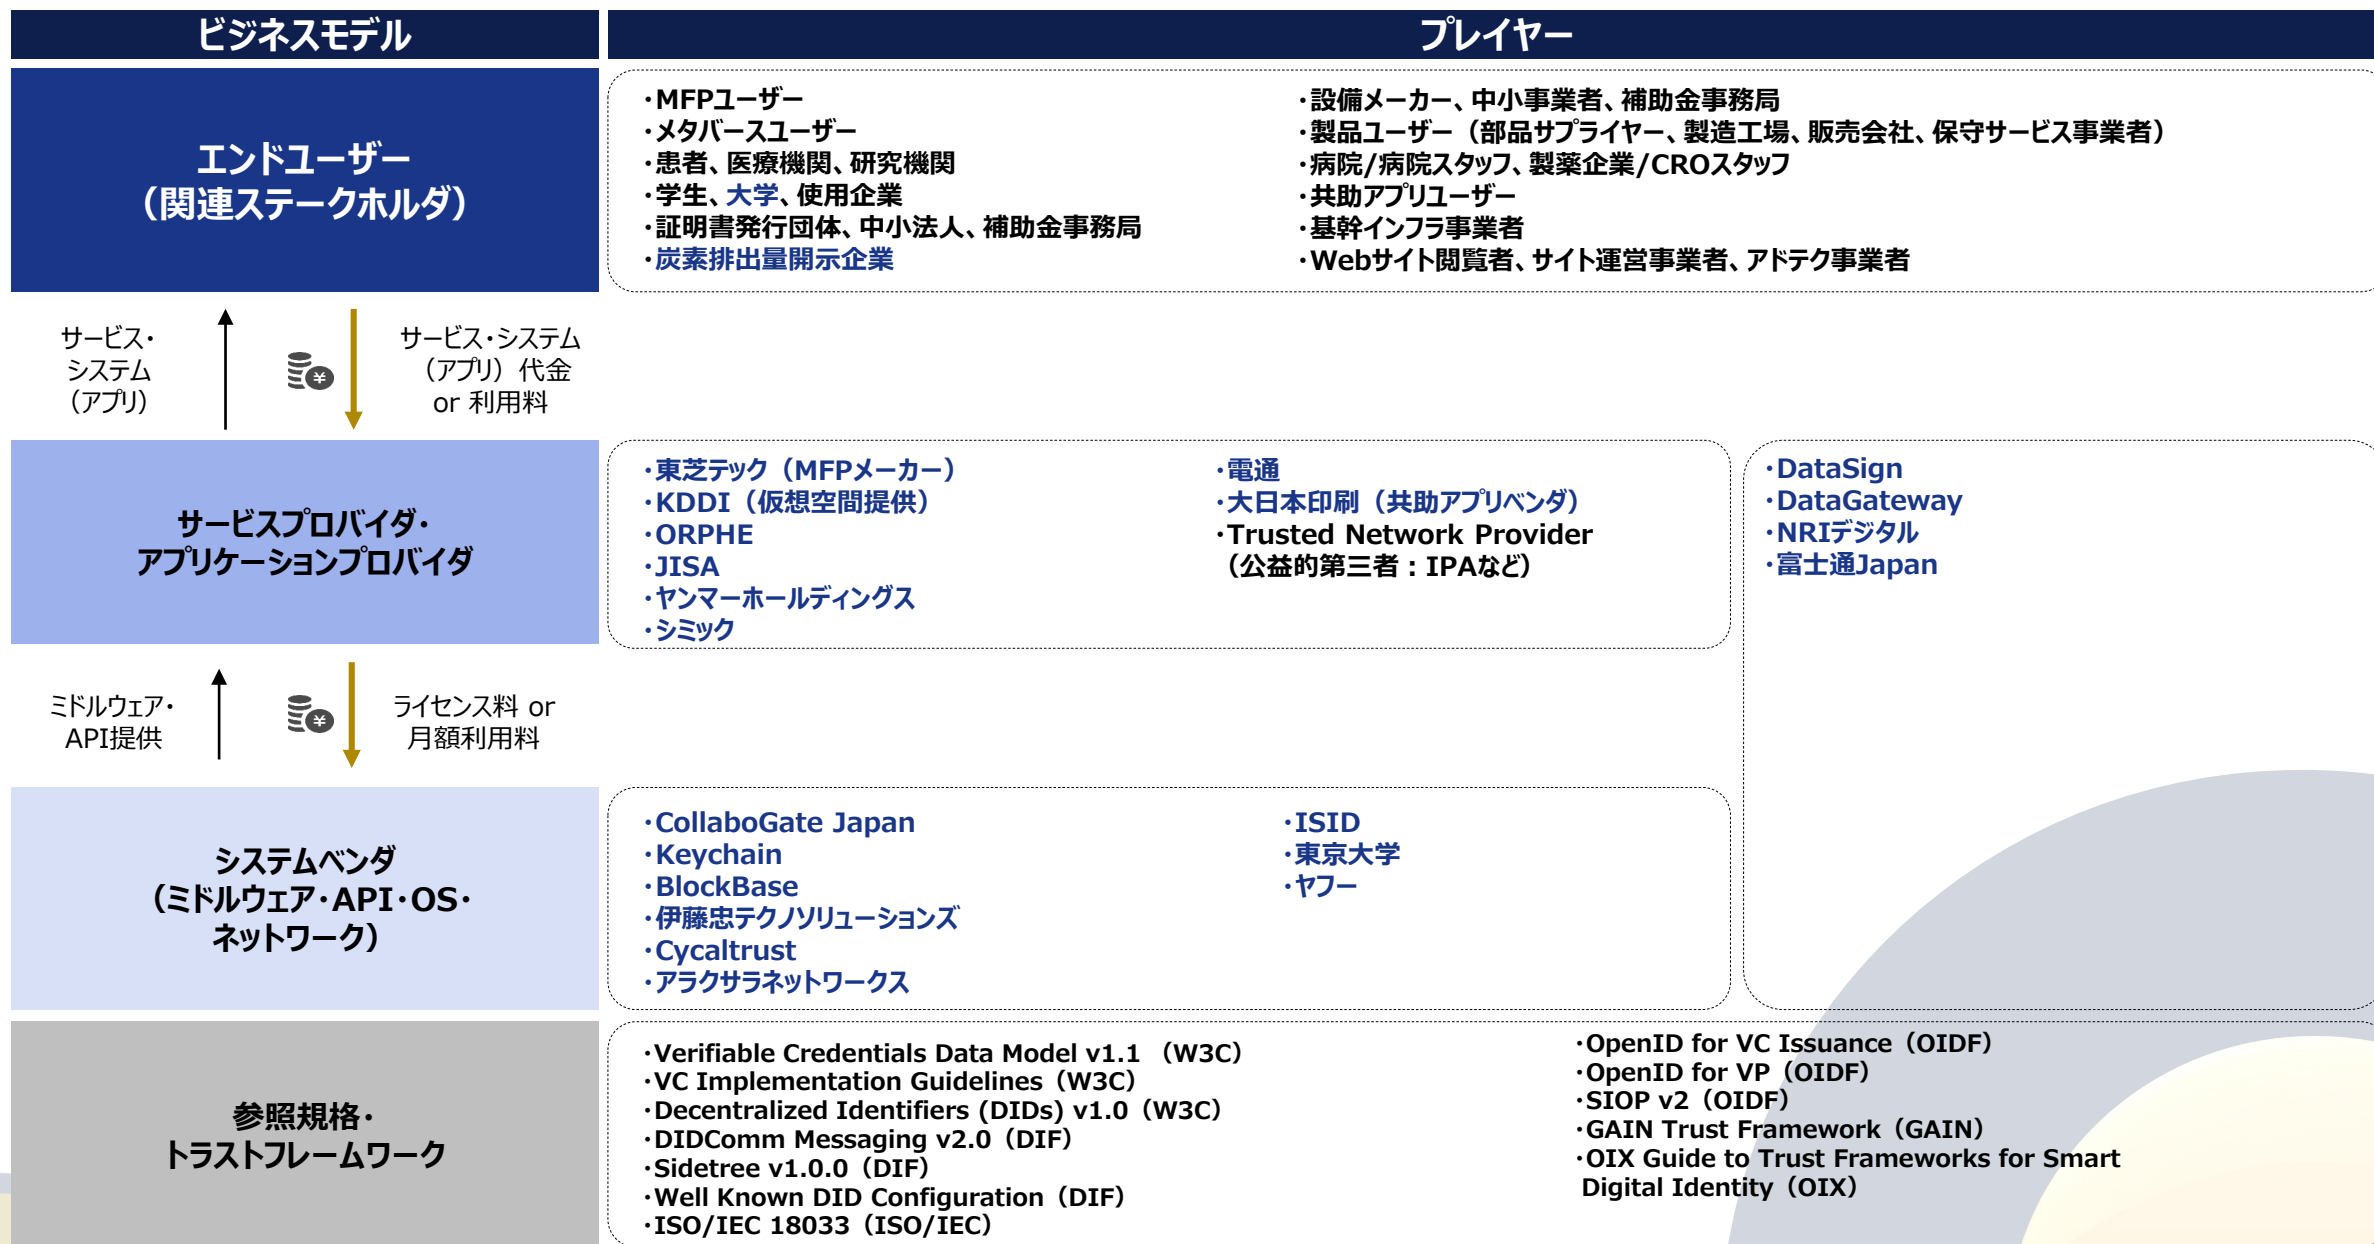 ビジネスモデル
プレイヤー
エンドユーザー
（関連ステークホルダ）
・MFPユーザー
・メタバースユーザー
・患者、医療機関、研究機関
・学生、大学、使用企業
・証明書発行団体、中小法人、補助金事務局
・炭素排出量開示企業
・設備メーカー、中小事業者、補助金事務局
・製品ユーザー（部品サプライヤー、製造工場、販売会社、保守サービス事業者）
・病院/病院スタッフ、製薬企業/CROスタッフ
・共助アプリユーザー
・基幹インフラ事業者
・Webサイト閲覧者、サイト運営事業者、アドテク事業者
サービス・
システム
（アプリ）
サービス・システム
（アプリ）代金
or 利用料
サービスプロバイダ・
アプリケーションプロバイダ
・東芝テック（MFPメーカー）
・KDDI（仮想空間提供）
・ORPHE
・JISA
・ヤンマーホールディングス
・シミック
・電通
・大日本印刷（共助アプリベンダ）
・Trusted Network Provider
（公益的第三者：IPAなど）
・DataSign
・DataGateway
・NRIデジタル
・富士通Japan
ミドルウェア・
API提供
ライセンス料 or
月額利用料
システムベンダ
（ミドルウェア・API・OS・
ネットワーク）
・CollaboGate Japan
・Keychain
・BlockBase
・伊藤忠テクノソリューションズ
・Cycaltrust
・アラクサラネットワークス
・ISID
・東京大学
・ヤフー
参照規格・
トラストフレームワーク
・Verifiable Credentials Data Model v1.1 （W3C）
・VC Implementation Guidelines（W3C）
・Decentralized Identifiers (DIDs) v1.0（W3C）
・DIDComm Messaging v2.0（DIF）
・Sidetree v1.0.0（DIF）
・Well Known DID Configuration（DIF）
・ISO/IEC 18033（ISO/IEC）
・OpenID for VC Issuance（OIDF）
・OpenID for VP（OIDF）
・SIOP v2（OIDF）
・GAIN Trust Framework（GAIN）
・OIX Guide to Trust Frameworks for Smart
Digital Identity（OIX）